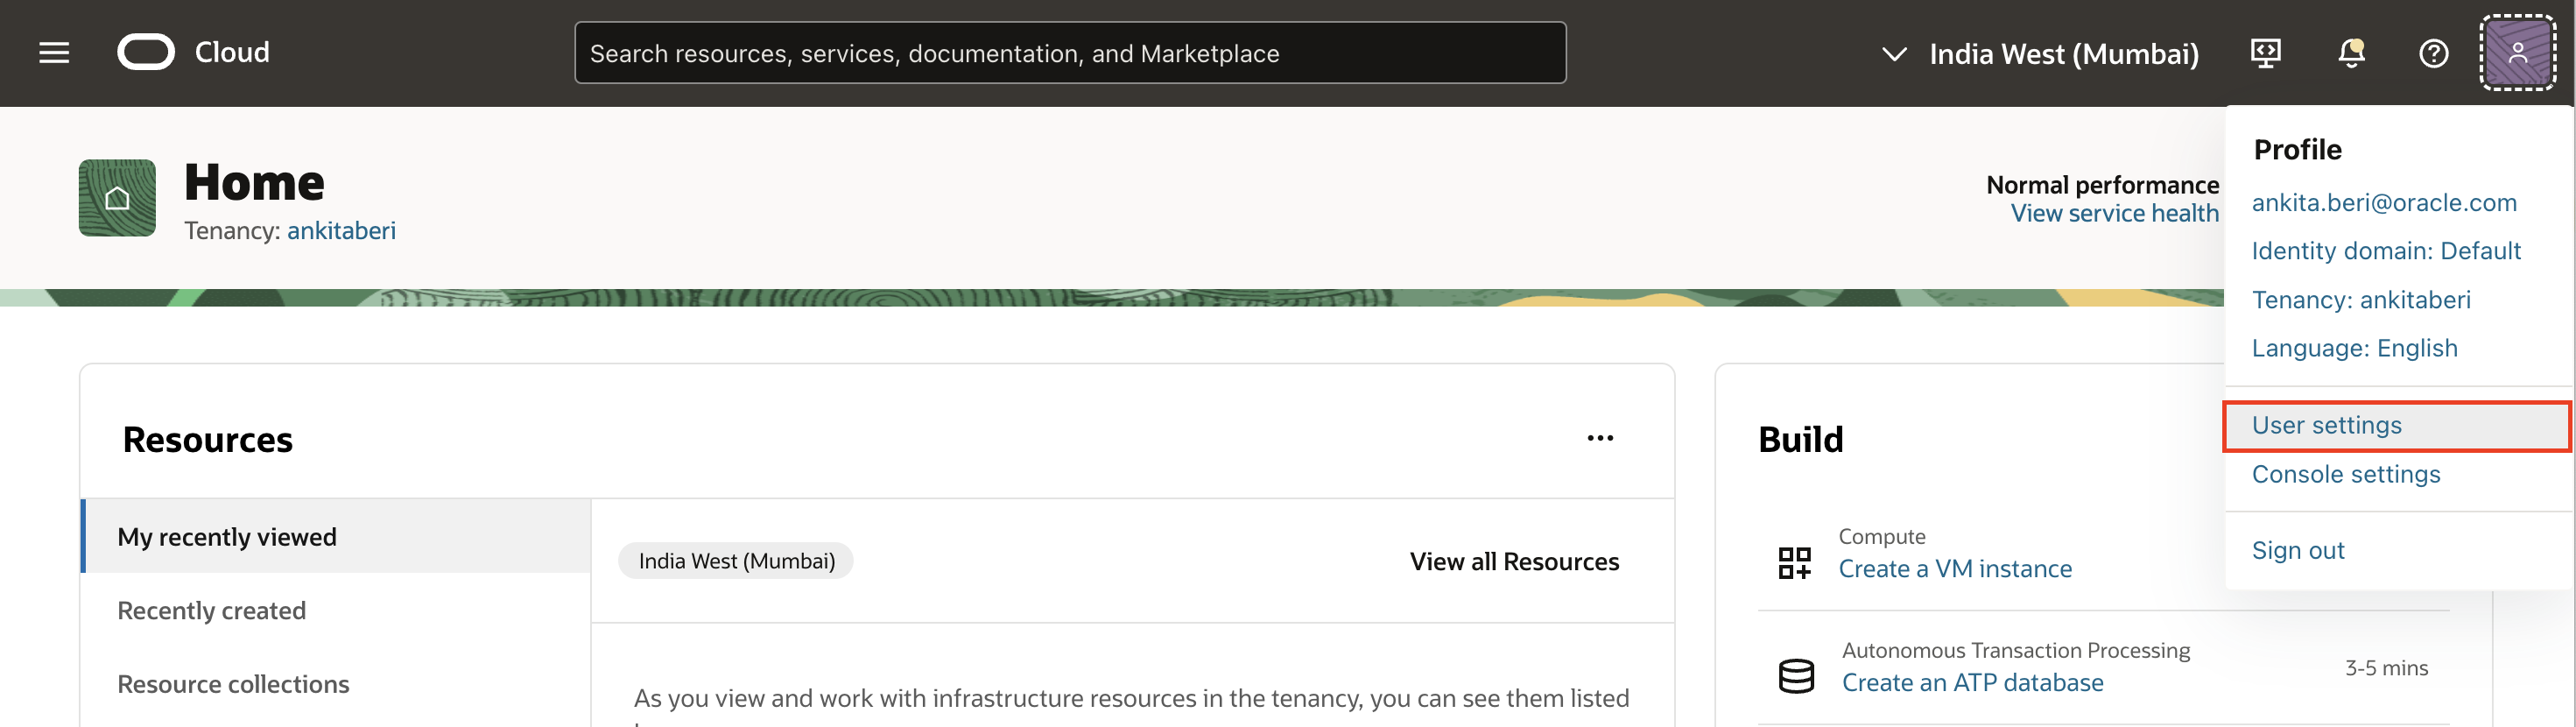 Cloud
Search resources, services, documentation, and Marketplace
India West (Mumbai)
Home
Tenancy: ankitaberi
Normal performance
View service health
Profile
ankita.beri@oracle.com
Identity domain: Default
Tenancy: ankitaberi
Language: English
User settings
Console settings
Sign out
Resources
My recently viewed
Recently created
Resource collections
India West (Mumbai)
View all Resources
As you view and work with infrastructure resources in the tenancy, you can see them listed
Build
Compute
Create a VM instance
Autonomous Transaction Processing
Create an ATP database
3-5 mins